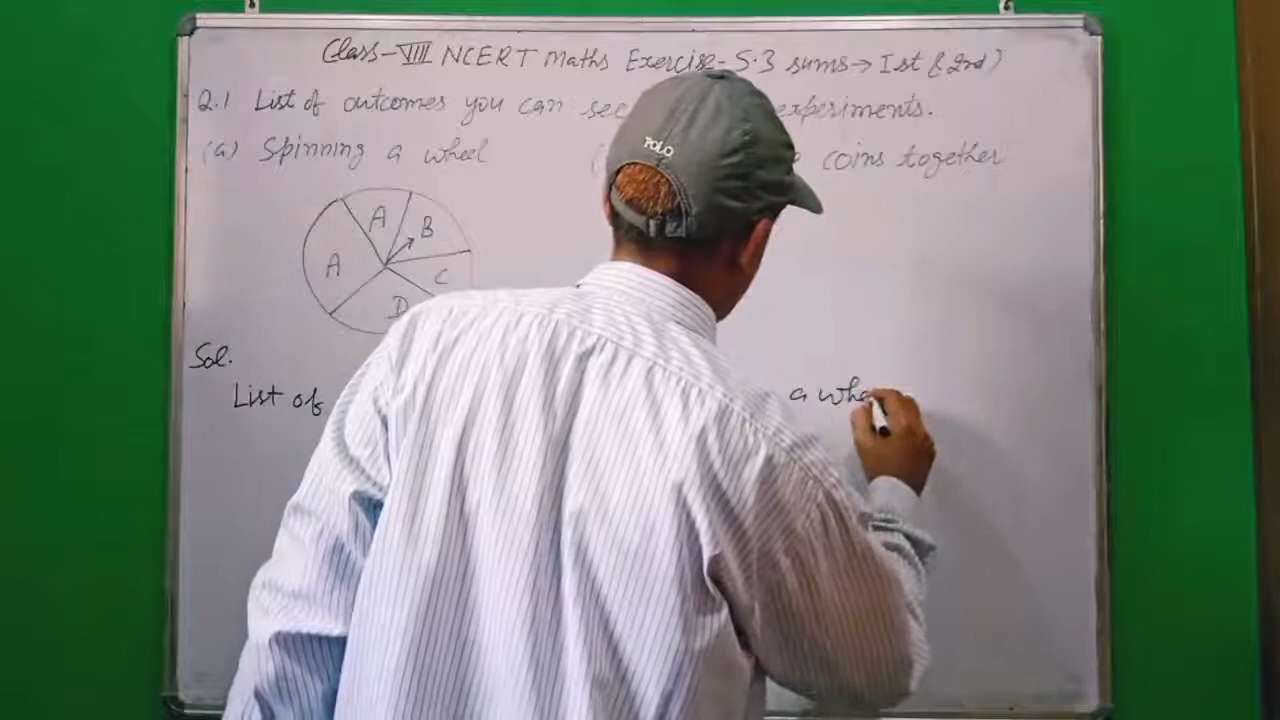 Class-VIII NCERT Maths Exercise-5.3 sums→Ist & 2nd)
Q.1 List of outcomes you can see experiments.
(a) Spinning a wheel ( coins together
A
A
B
C
D
Sol.
List of a whe
POLO